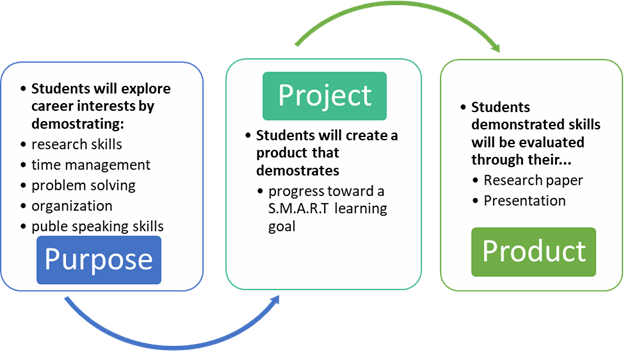 • Students will explore
career interests by
demostrating:
• research skills
• time management
• problem solving
• organization
• puble speaking skills
Purpose
Project
• Students will create a
product that
demostrates
• progress toward a
S.M.A.R.T learning
goal
• Students
demonstrated skills
will be evaluated
through their...
• Research paper
• Presentation
Product